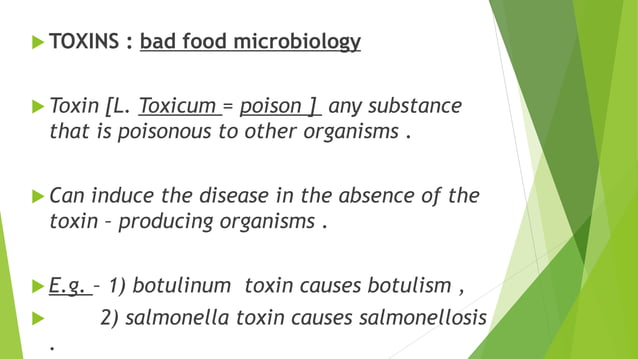 TOXINS : bad food microbiology
Toxin [L. Toxicum = poison ] any substance
that is poisonous to other organisms .
Can induce the disease in the absence of the
toxin – producing organisms .
E.g. – 1) botulinum toxin causes botulism ,
2) salmonella toxin causes salmonellosis
.